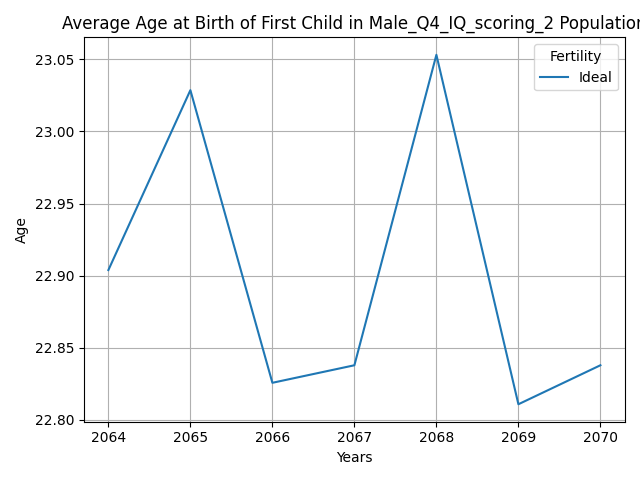 Average Age at Birth of First Child in Male_Q4_IQ_scoring_2 Population
Fertility
Ideal
23.05
23.00
22.95
22.90
22.85
22.80
Age
2064 2065 2066 2067 2068 2069 2070
Years